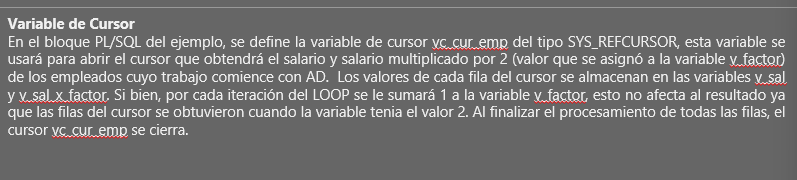 Variable de Cursor
En el bloque PL/SQL del ejemplo, se define la variable de cursor vc_cur_emp del tipo SYS_REFCURSOR, esta variable se
usará para abrir el cursor que obtendrá el salario y salario multiplicado por 2 (valor que se asignó a la variable v_factor)
de los empleados cuyo trabajo comience con AD. Los valores de cada fila del cursor se almacenan en las variables v_sal
y v_sal_x_factor. Si bien, por cada iteración del LOOP se le sumará 1 a la variable v_factor, esto no afecta al resultado ya
que las filas del cursor se obtuvieron cuando la variable tenia el valor 2. Al finalizar el procesamiento de todas las filas, el
cursor vc_cur_emp se cierra.